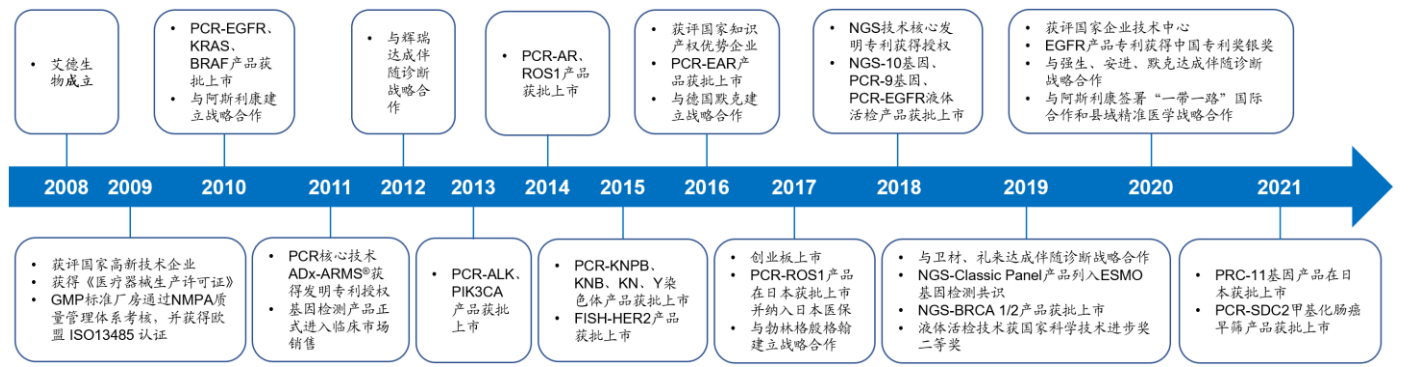 • 艾德生
物成立
• PCR-EGFR、
KRAS、
BRAF产品获
批上市
• 与阿斯利康建
立战略合作
• 与辉瑞
达成伴
随诊断
战略合
作
• PCR-AR、
ROS1产品
获批上市
• 获评国家知识
产权优势企业
• PCR-EAR产
品获批上市
• 与德国默克建
立战略合作
• NGS技术核心发
明专利获得授权
• NGS-10基因、
PCR-9基因、
PCR-EGFR液体
活检产品获批上市
• 获评国家企业技术中心
• EGFR产品专利获得中国专利奖银奖
• 与强生、安进、默克达成伴随诊断
战略合作
• 与阿斯利康签署“一带一路”国际
合作和县域精准医学战略合作
2008 2009 2010 2011 2012 2013 2014 2015 2016 2017 2018 2019 2020 2021
• 获评国家高新技术企业
• 获得《医疗器械生产许可证》
• GMP标准厂房通过NMPA质
量管理体系考核，并获得欧
盟 ISO13485 认证
• PCR核心技术
ADx-ARMS®获
得发明专利授权
• 基因检测产品正
式进入临床市场
销售
• PCR-ALK、
PIK3CA
产品获批
上市
• PCR-KNPB、
KNB、KN、Y染
色体产品获批上市
• FISH-HER2产品获
批上市
• 创业板上市
• PCR-ROS1产品
在日本获批上市
并纳入日本医保
• 与勃林格殷格翰
建立战略合作
• 与卫材、礼来达成伴随诊断战略合作
• NGS-Classic Panel产品列入ESMO
基因检测共识
• NGS-BRCA 1/2产品获批上市
• 液体活检技术获国家科学技术进步奖
二等奖
• PRC-11基因产品在日
本获批上市
• PCR-SDC2甲基化肠癌
早筛产品获批上市